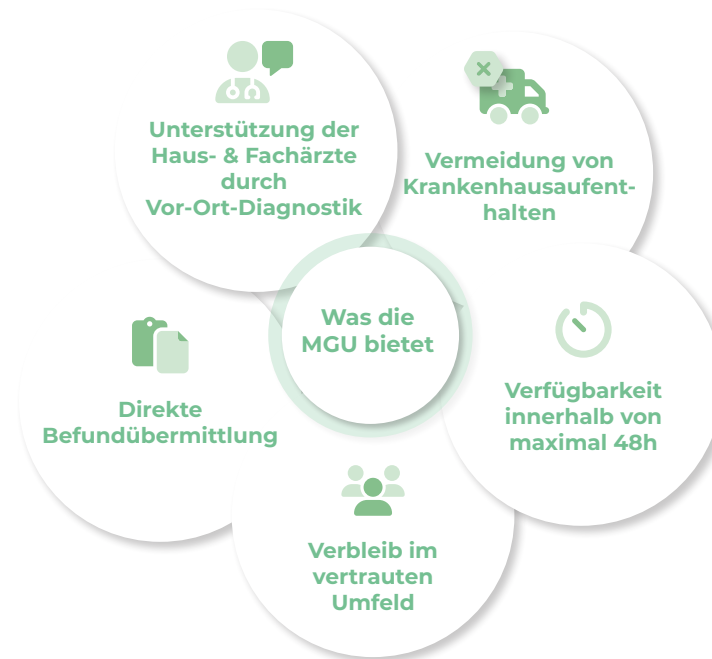 Unterstützung der
Haus- & Fachärzte
durch
Vor-Ort-Diagnostik
Vermeidung von
Krankenhausaufent-
halten
Was die
MGU bietet
Verfügbarkeit
innerhalb von
maximal 48h
Direkte
Befundübermittlung
Verbleib im
vertrauten
Umfeld